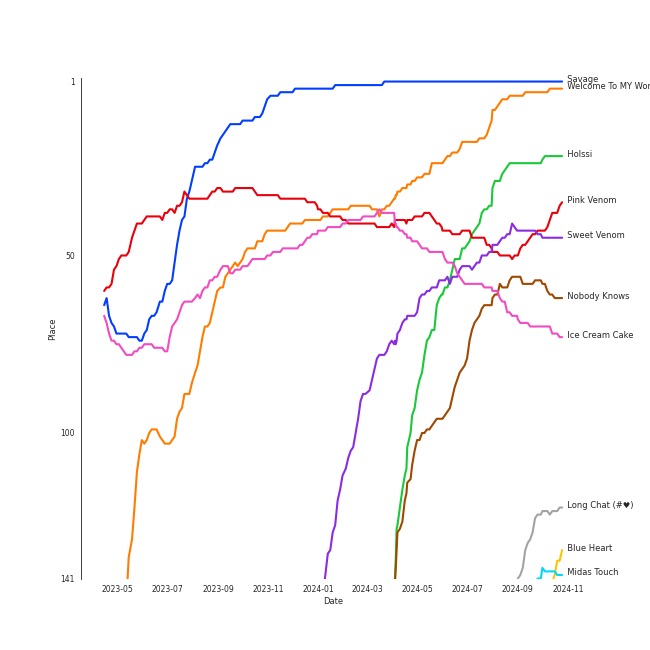 1
50
100
141
Place
Savage
Welcome To MY Wor
Holssi
Pink Venom
Sweet Venom
Nobody Knows
Ice Cream Cake
Long Chat (#♥)
Blue Heart
Midas Touch
2023-05 2023-07 2023-09 2023-11 2024-01 2024-03 2024-05 2024-07 2024-09 2024-11
Date